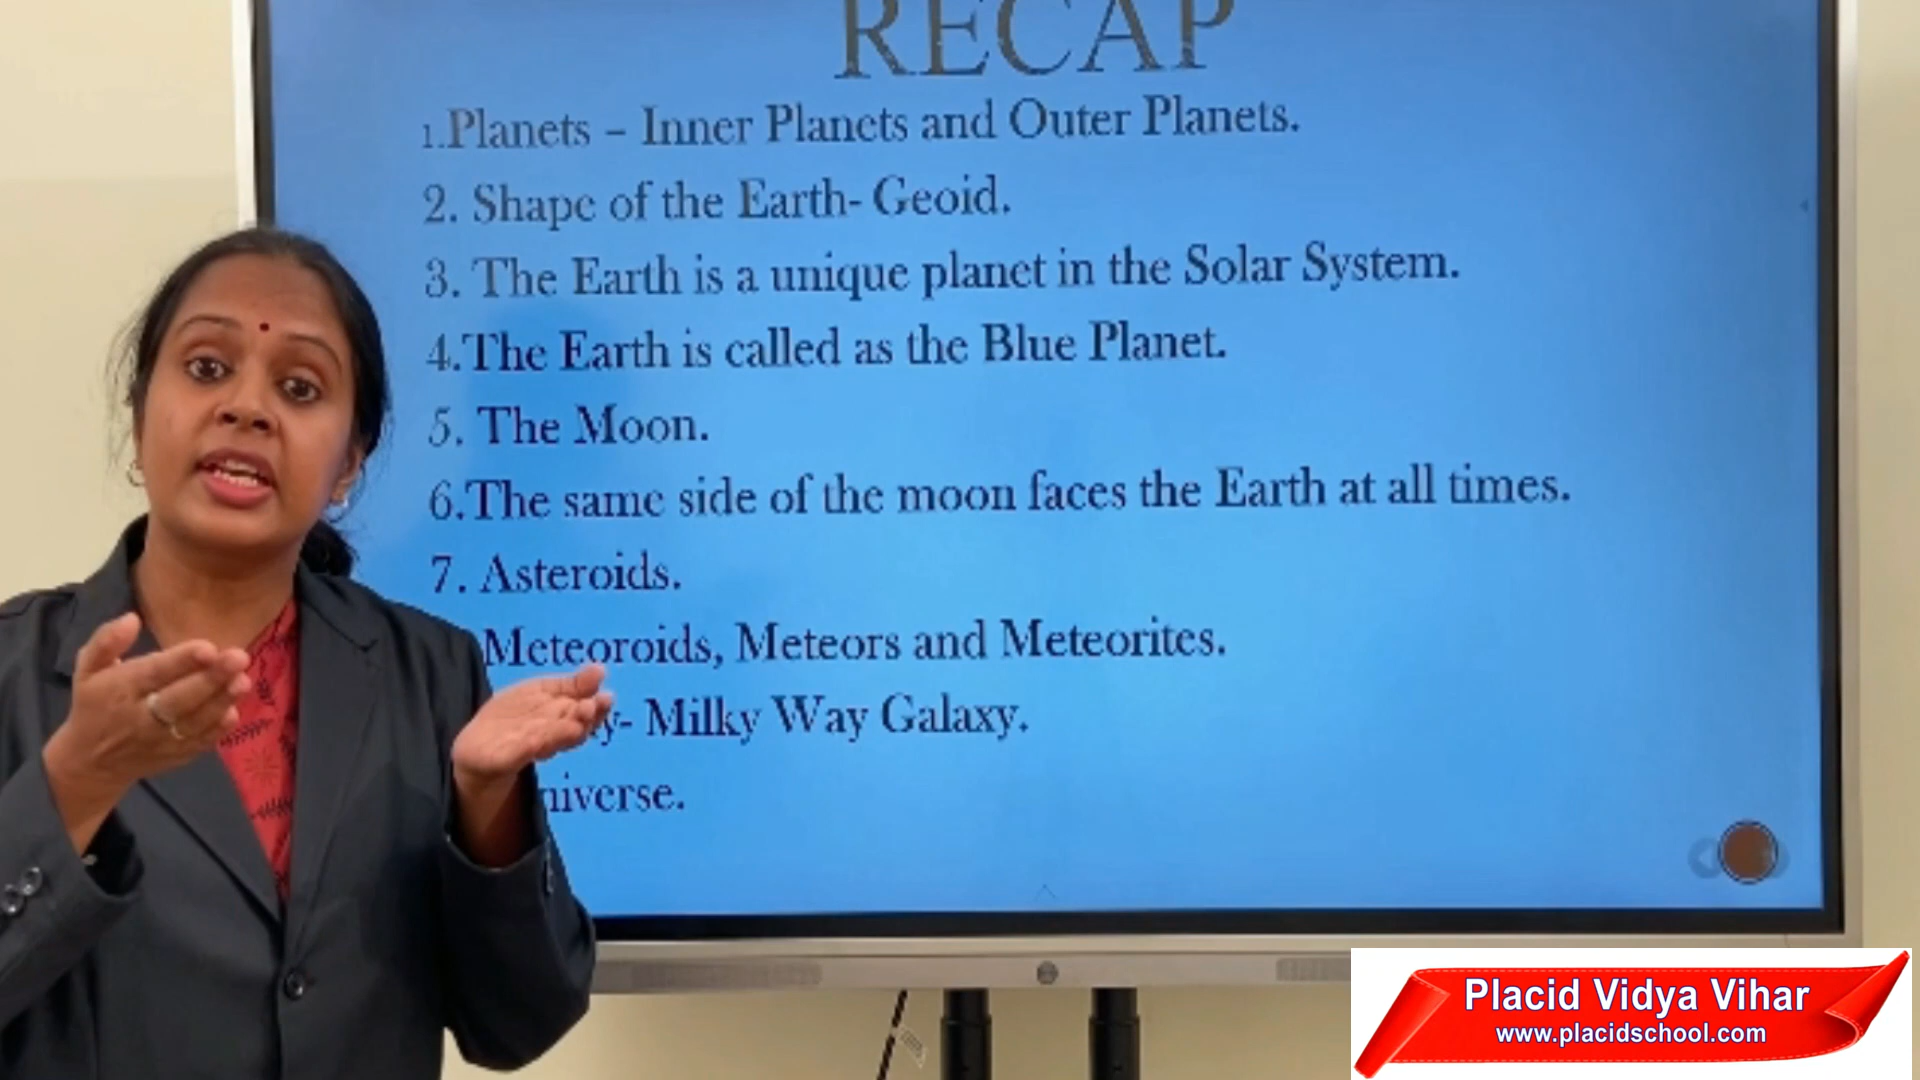 RECAP
1.Planets – Inner Planets and Outer Planets.
2. Shape of the Earth- Geoid.
3. The Earth is a unique planet in the Solar System.
4.The Earth is called as the Blue Planet.
5. The Moon.
6.The same side of the moon faces the Earth at all times.
7. Asteroids.
Meteoroids, Meteors and Meteorites.
y- Milky Way Galaxy.
niverse.
Placid Vidya Vihar
www.placidschool.com